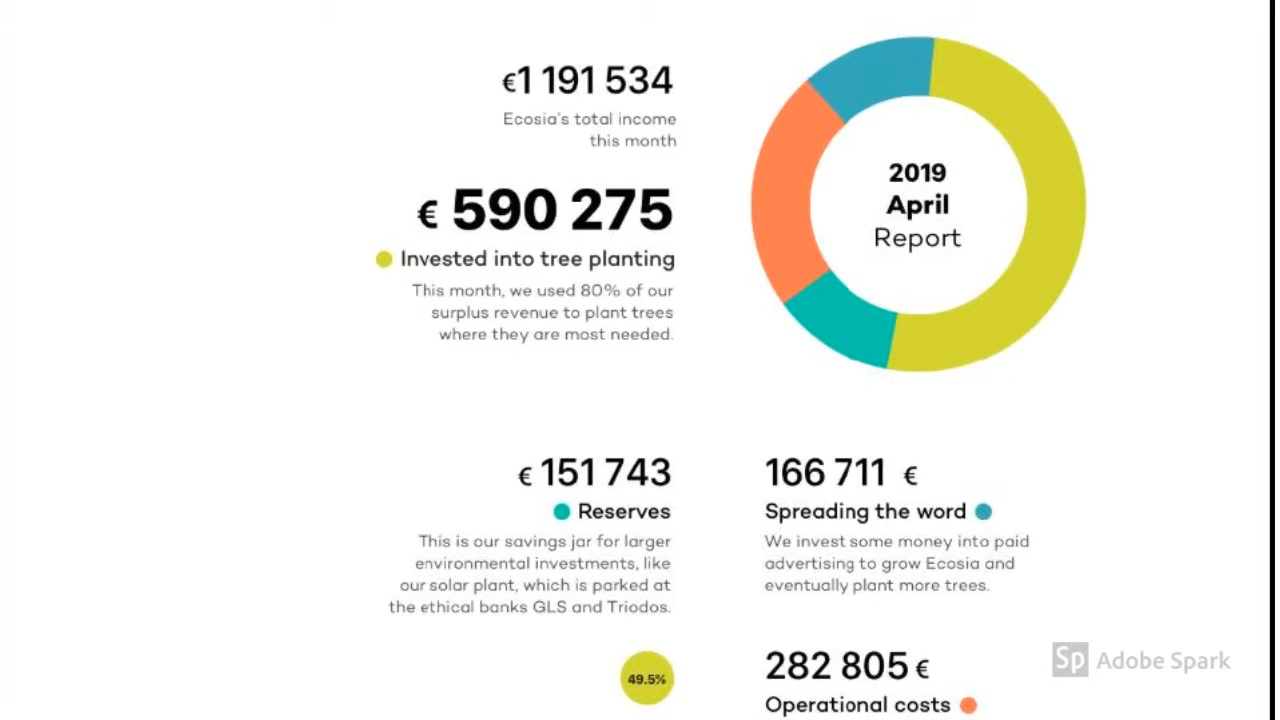 €1 191 534
Ecosia's total income
this month
€ 590 275
Invested into tree planting
This month, we used 80% of our
surplus revenue to plant trees
where they are most needed.
2019
April
Report
€ 151 743
Reserves
This is our savings jar for larger
environmental investments, like
our solar plant, which is parked at
the ethical banks GLS and Triodos.
166 711 €
Spreading the word
We invest some money into paid
advertising to grow Ecosia and
eventually plant more trees.
49.5%
282 805 €
Operational costs
Sp Adobe Spark